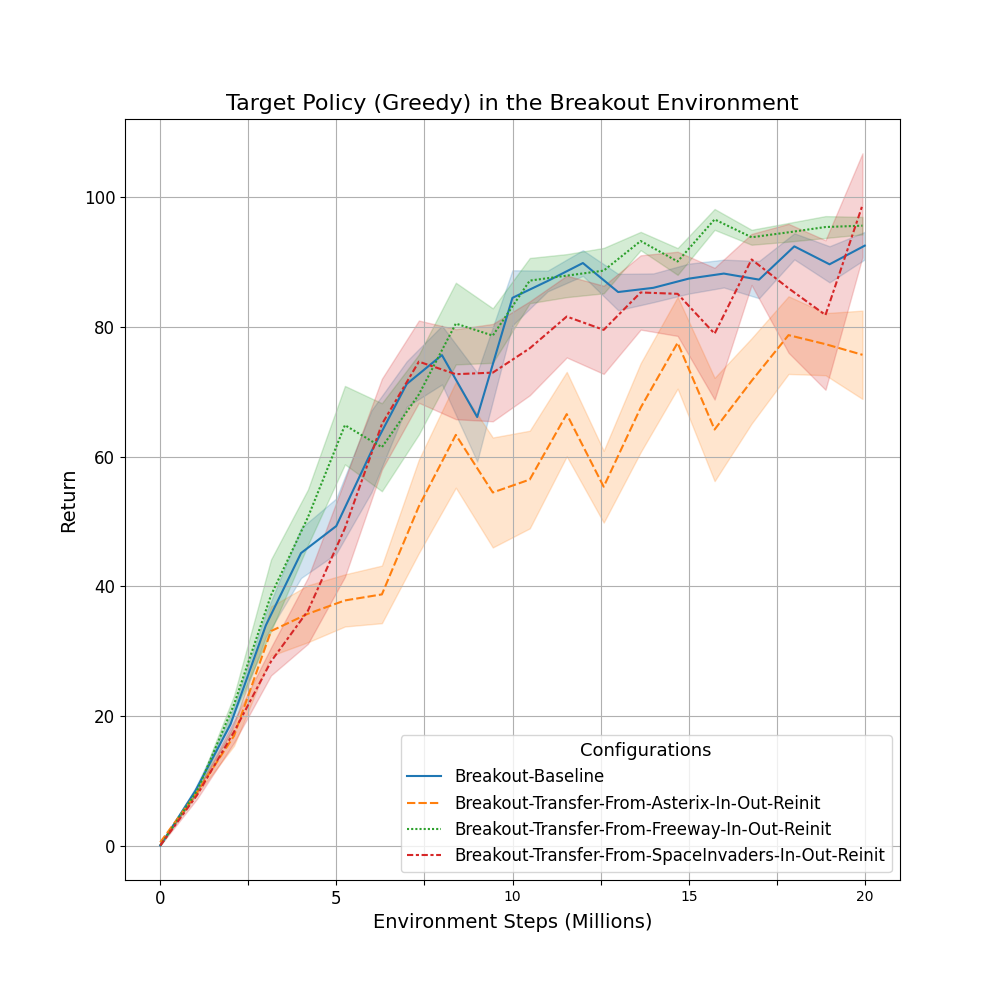 Target Policy (Greedy) in the Breakout Environment
Return
100
80
60
40
20
0
Configurations
Breakout-Baseline
Breakout-Transfer-From-Asterix-In-Out-Reinit
Breakout-Transfer-From-Freeway-In-Out-Reinit
Breakout-Transfer-From-SpaceInvaders-In-Out-Reinit
0 5 10 15 20
Environment Steps (Millions)